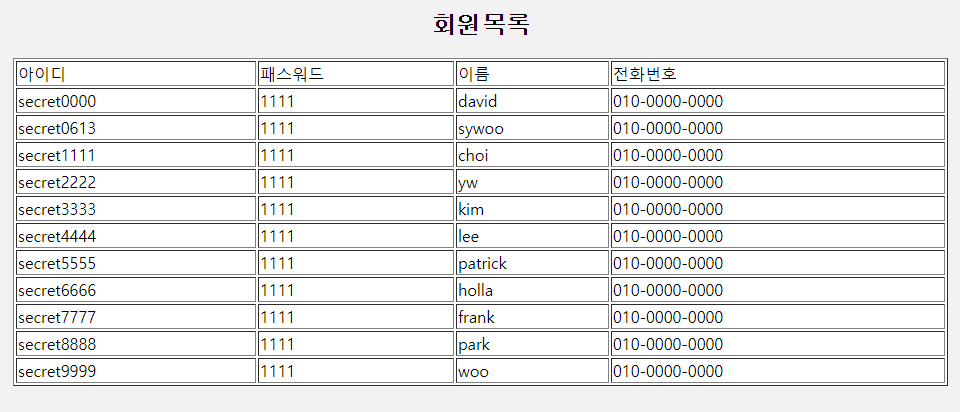 회원목록
아이디 패스워드 이름 전화번호
secret0000 1111 david 010-0000-0000
secret0613 1111 sywoo 010-0000-0000
secret1111 1111 choi 010-0000-0000
secret2222 1111 yw 010-0000-0000
secret3333 1111 kim 010-0000-0000
secret4444 1111 lee 010-0000-0000
secret5555 1111 patrick 010-0000-0000
secret6666 1111 holla 010-0000-0000
secret7777 1111 frank 010-0000-0000
secret8888 1111 park 010-0000-0000
secret9999 1111 woo 010-0000-0000